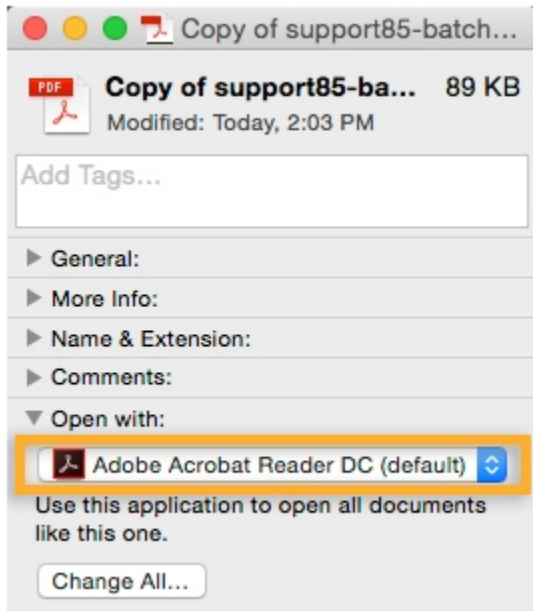 Copy of support85-batch...
PDF
Copy of support85-ba... 89 KB
Modified: Today, 2:03 PM
Add Tags...
General:
More Info:
Name & Extension:
Comments:
Open with:
Adobe Acrobat Reader DC (default)
Use this application to open all documents
like this one.
Change All...